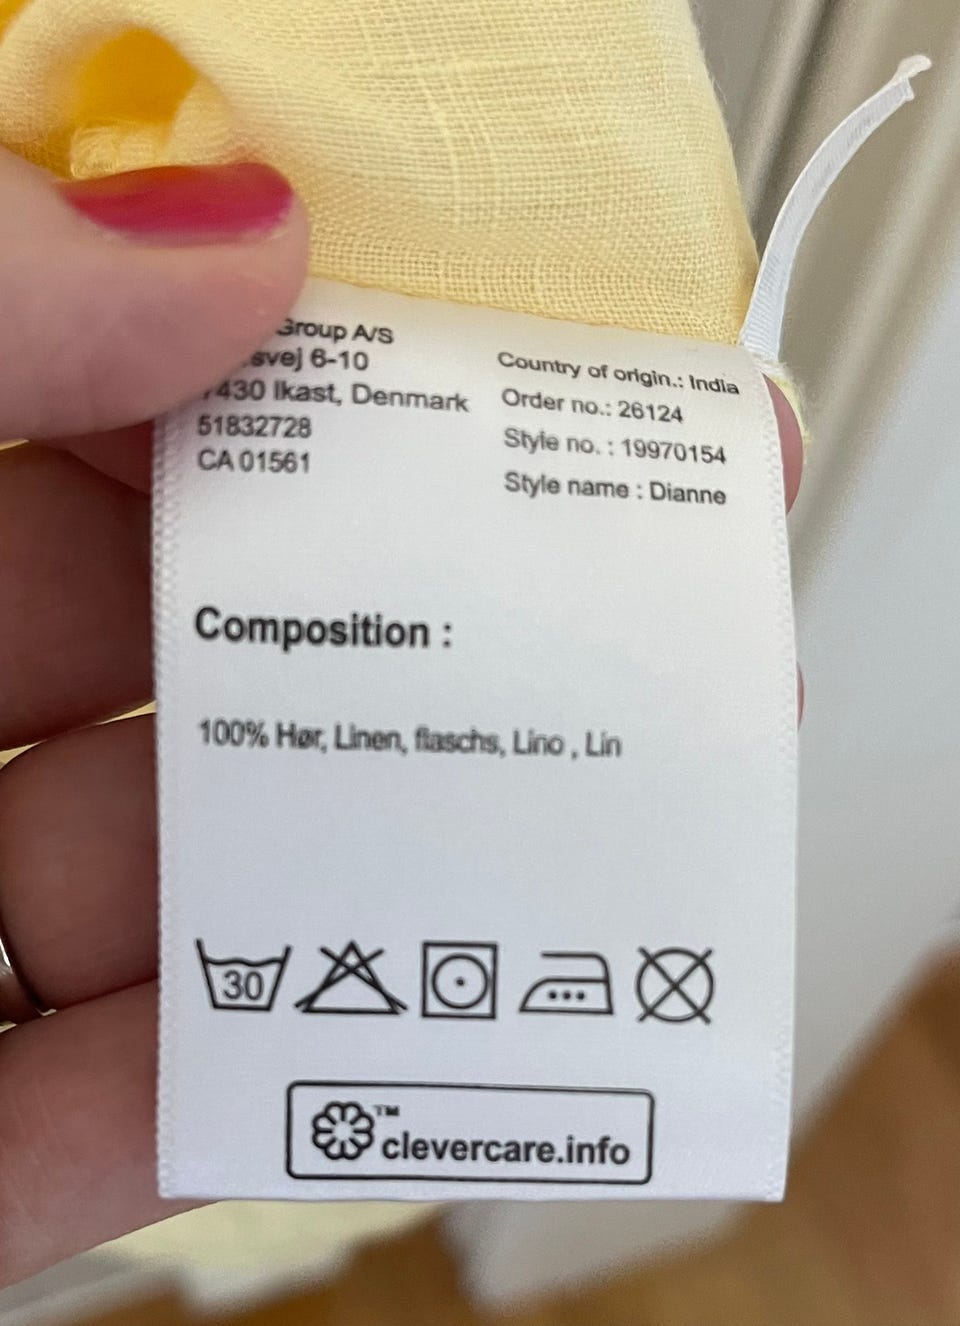 Group A/S
svej 6-10
7430 Ikast, Denmark
51832728
CA 01561
Country of origin.: India
Order no.: 26124
Style no. : 19970154
Style name : Dianne
Composition :
100% Hør, Linen, flaschs, Lino , Lin
30
™
clevercare.info